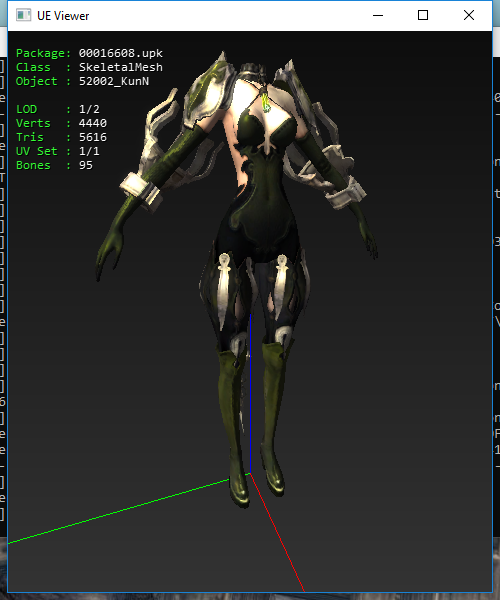 UE Viewer
Package: 00016608.upk
Class : SkeletalMesh
Object : 52002_KunN
LOD : 1/2
Verts : 4440
Tris : 5616
UV Set : 1/1
Bones : 95